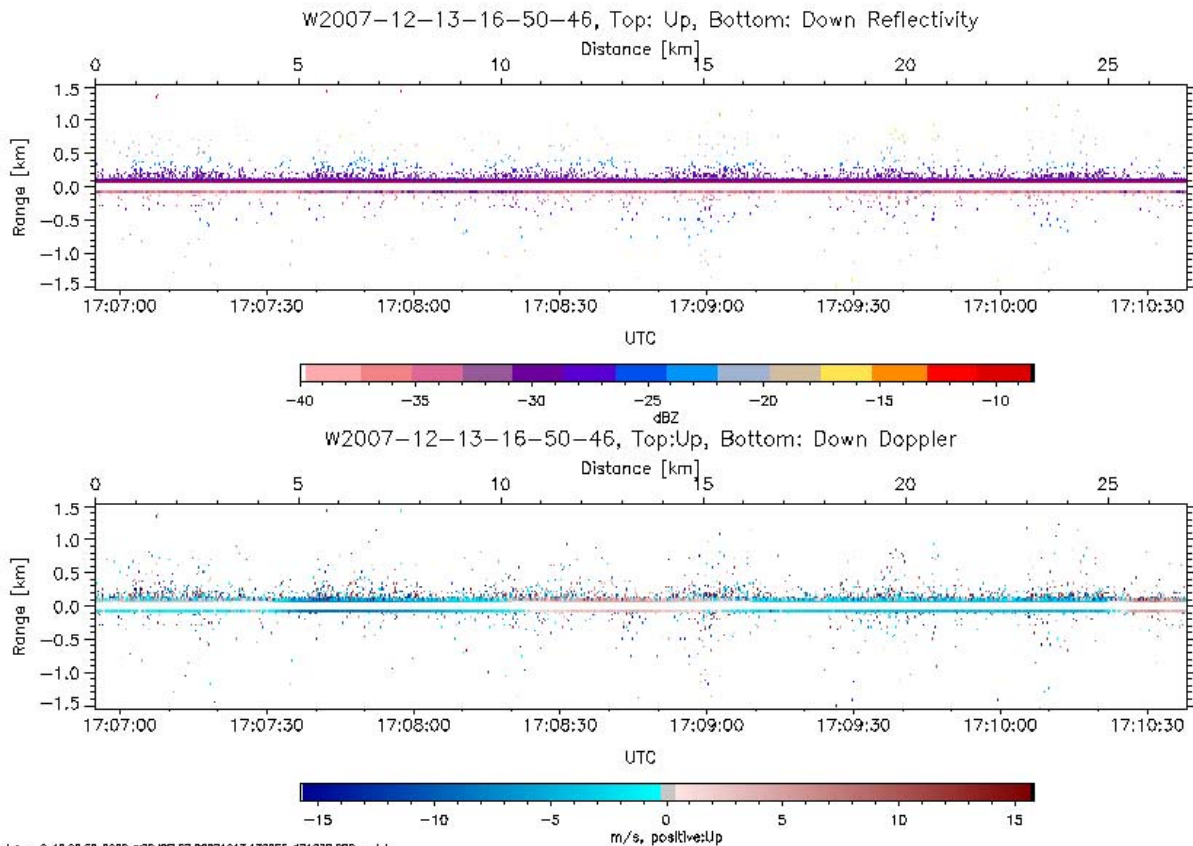 W2007-12-13-16-50-46, Top: Up, Bottom: Down Reflectivity
Distance [km]
0 5 10 15 20 25
Range [km]
1.5
1.0
0.5
0.0
-0.5
-1.0
-1.5
17:07:00 17:07:30 17:08:00 17:08:30 17:09:00 17:09:30 17:10:00 17:10:30
UTC
-40 -35 -30 -25 -20 -15 -10
dBZ
W2007-12-13-16-50-46, Top:Up, Bottom: Down Doppler
Distance [km]
0 5 10 15 20 25
Range [km]
1.5
1.0
0.5
0.0
-0.5
-1.0
-1.5
17:07:00 17:07:30 17:08:00 17:08:30 17:09:00 17:09:30 17:10:00 17:10:30
UTC
-15 -10 -5 0 5 10 15
m/s, positive:Up